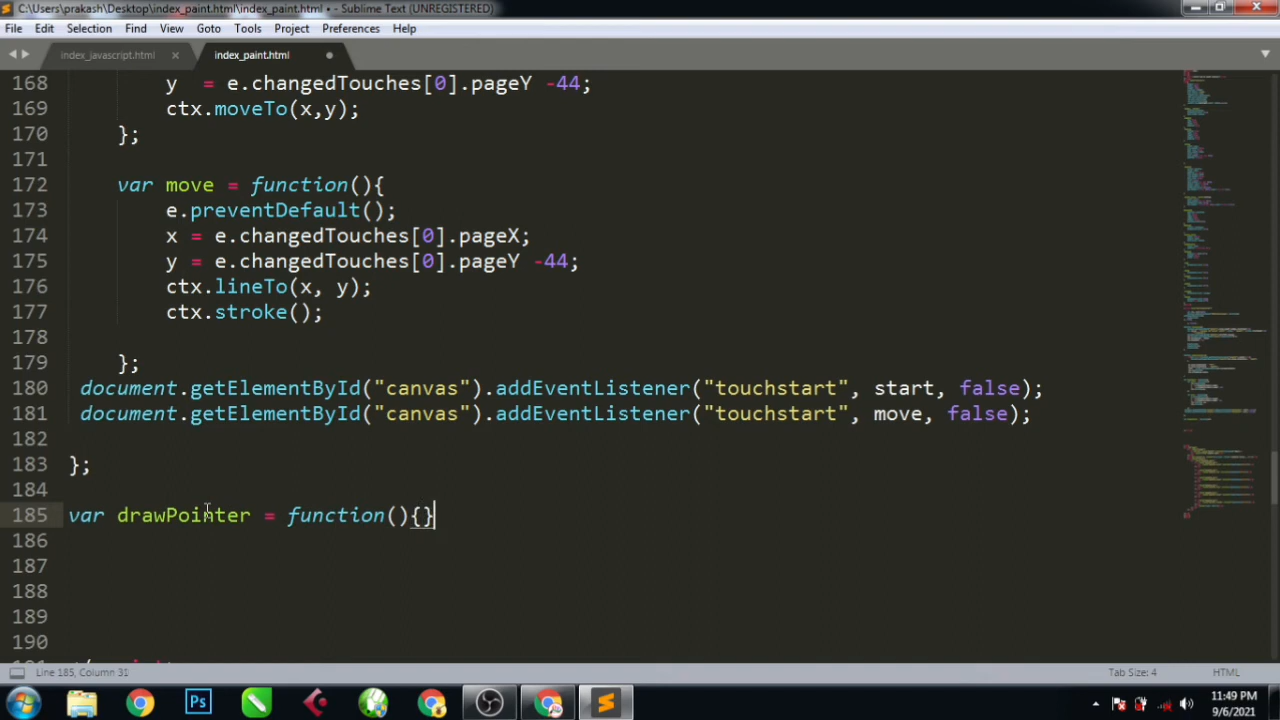 C:\Users\prakash\Desktop\index_paint.html\index_paint.html • - Sublime Text (UNREGISTERED)
File Edit Selection Find View Goto Tools Project Preferences Help
index_javascript.html index_paint.html
168 y = e.changedTouches[0].pageY -44;
169 ctx.moveTo(x,y);
170 };
171
172 var move = function(){
173 e.preventDefault();
174 x = e.changedTouches[0].pageX;
175 y = e.changedTouches[0].pageY -44;
176 ctx.lineTo(x, y);
177 ctx.stroke();
178
179 };
180 document.getElementById("canvas").addEventListener("touchstart", start, false);
181 document.getElementById("canvas").addEventListener("touchstart", move, false);
182
183 };
184
185 var drawPointer = function(){}
186
187
188
189
190
Line 185, Column 31 Tab Size: 4 HTML
Ps
11:49 PM
9/6/2021